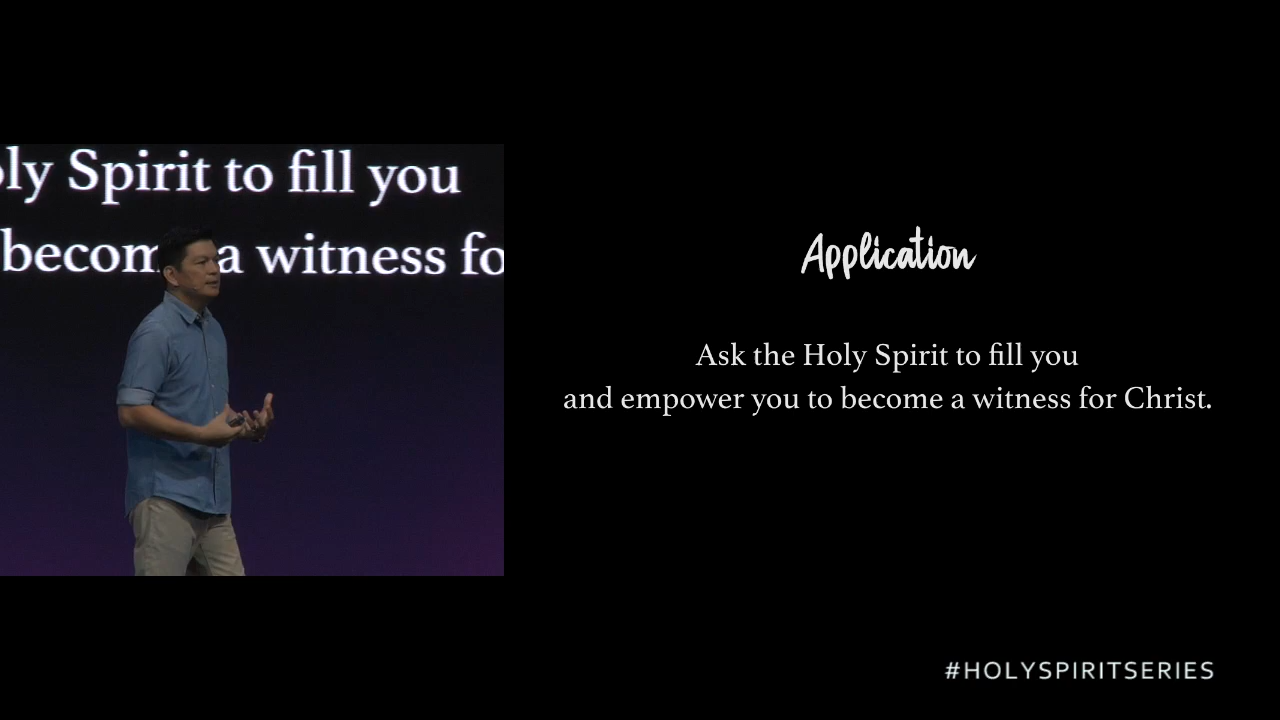 oly Spirit to fill you
becom a witness fo
Application
Ask the Holy Spirit to fill you
and empower you to become a witness for Christ.
#HOLYSPIRITSERIES